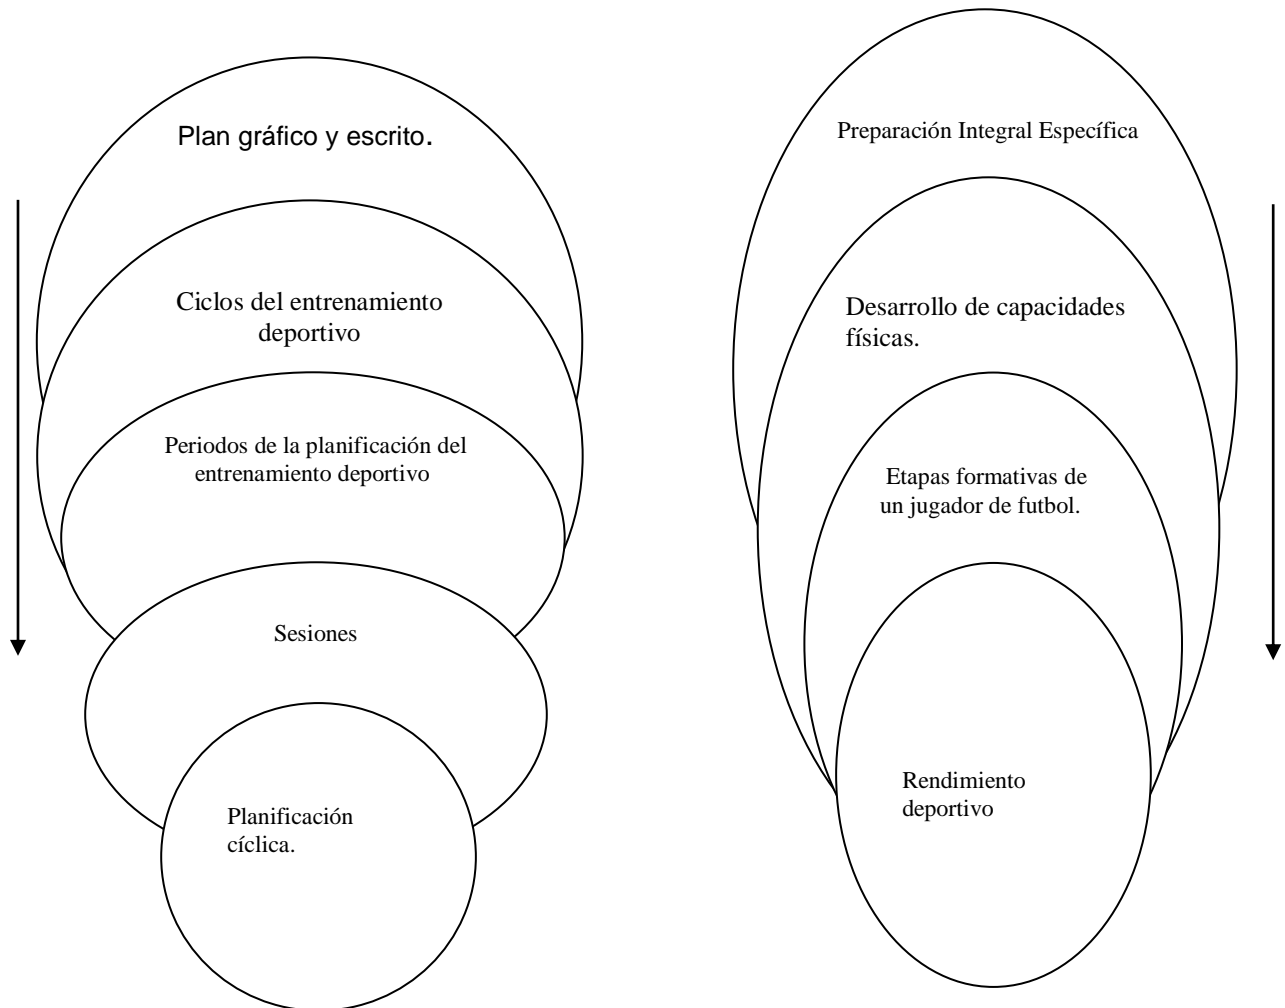 Plan gráfico y escrito.
Ciclos del entrenamiento
deportivo
Periodos de la planificación del
entrenamiento deportivo
Sesiones
Planificación
cíclica.
Preparación Integral Específica
Desarrollo de capacidades
físicas.
Etapas formativas de
un jugador de futbol.
Rendimiento
deportivo